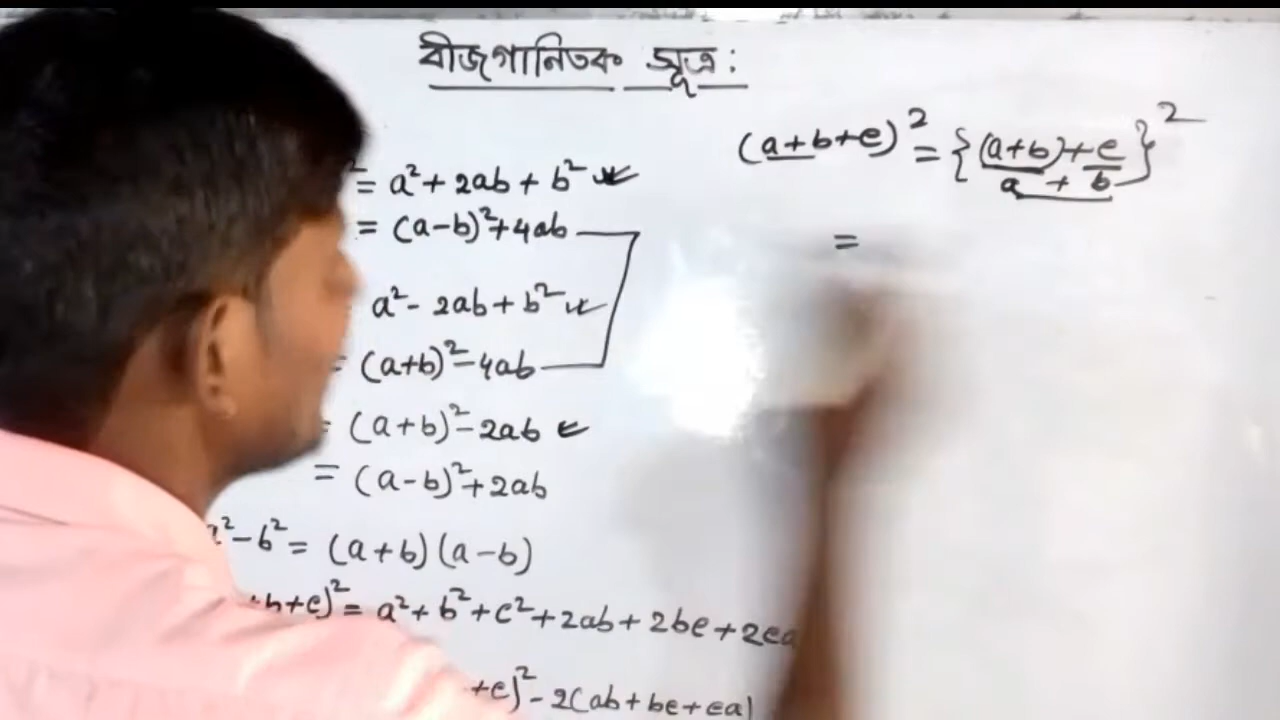 বীজগানিতক সূত্র :
² = a² + 2ab + b²
= (a-b)² + 4ab
a² - 2ab + b²
= (a+b)² - 4ab
= (a+b)² - 2ab
= (a-b)² + 2ab
a² - b² = (a+b) (a-b)
+b+c)² = a² + b² + c² + 2ab + 2bc + 2ca
+c)² - 2(ab + bc + ca)
(a+b+c)² = {(a+b)+c}²
a + b
=